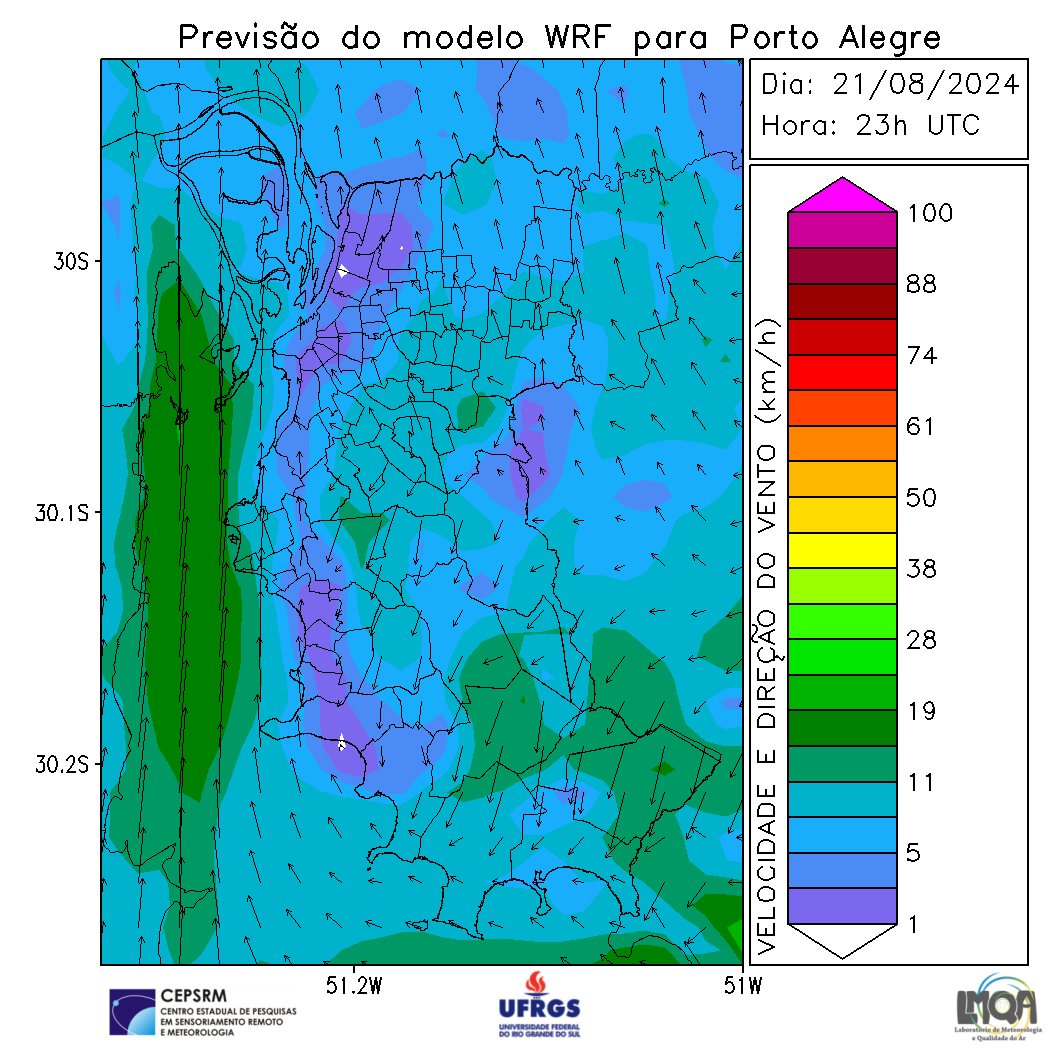 Previsão do modelo WRF para Porto Alegre
Dia: 21/08/2024
Hora: 23h UTC
30S
30.1S
30.2S
51.2W
51W
VELOCIDADE E DIREÇÃO DO VENTO (km/h)
100
88
74
61
50
38
28
19
11
5
1
CEPSRM
CENTRO ESTADUAL DE PESQUISAS
EM SENSORIAMENTO REMOTO
E METEOROLOGIA
UFRGS
UNIVERSIDADE FEDERAL
DO RIO GRANDE DO SUL
LMQA
Laboratório de Meteorologia
e Qualidade do Ar